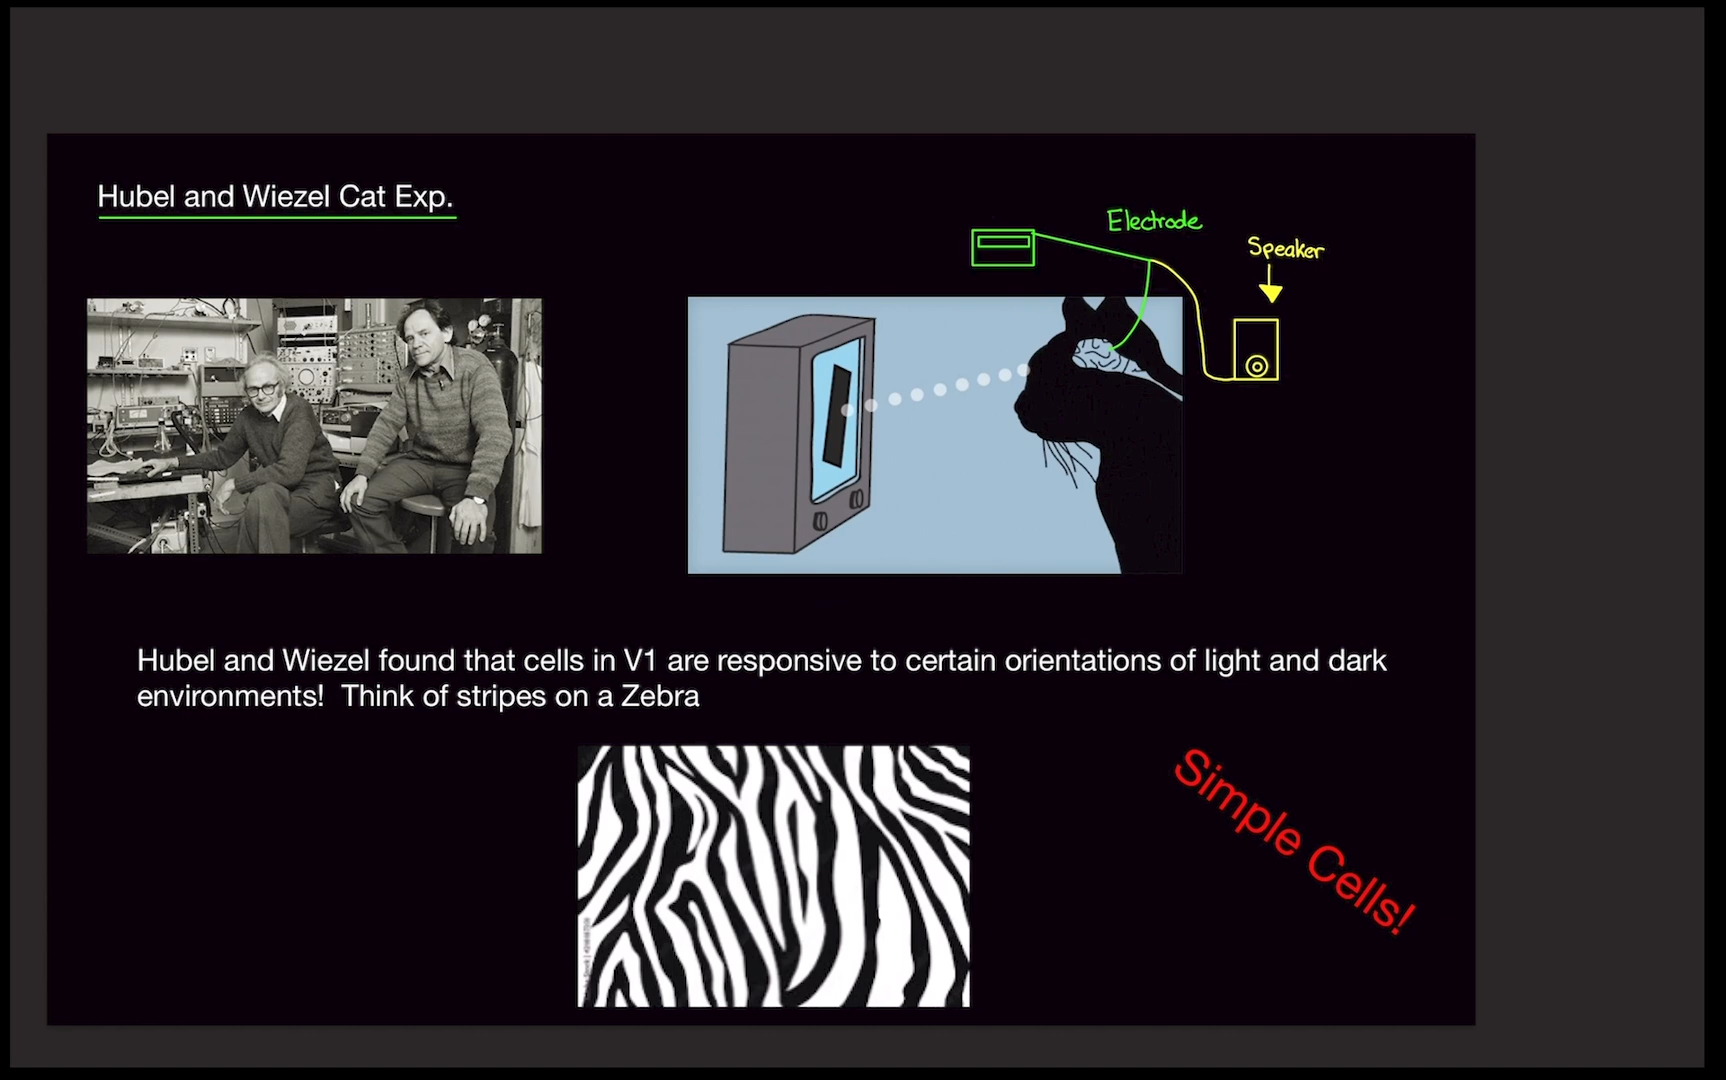 Hubel and Wiezel Cat Exp.
Electrode
Speaker
Hubel and Wiezel found that cells in V1 are responsive to certain orientations of light and dark
environments!  Think of stripes on a Zebra
Simple Cells!